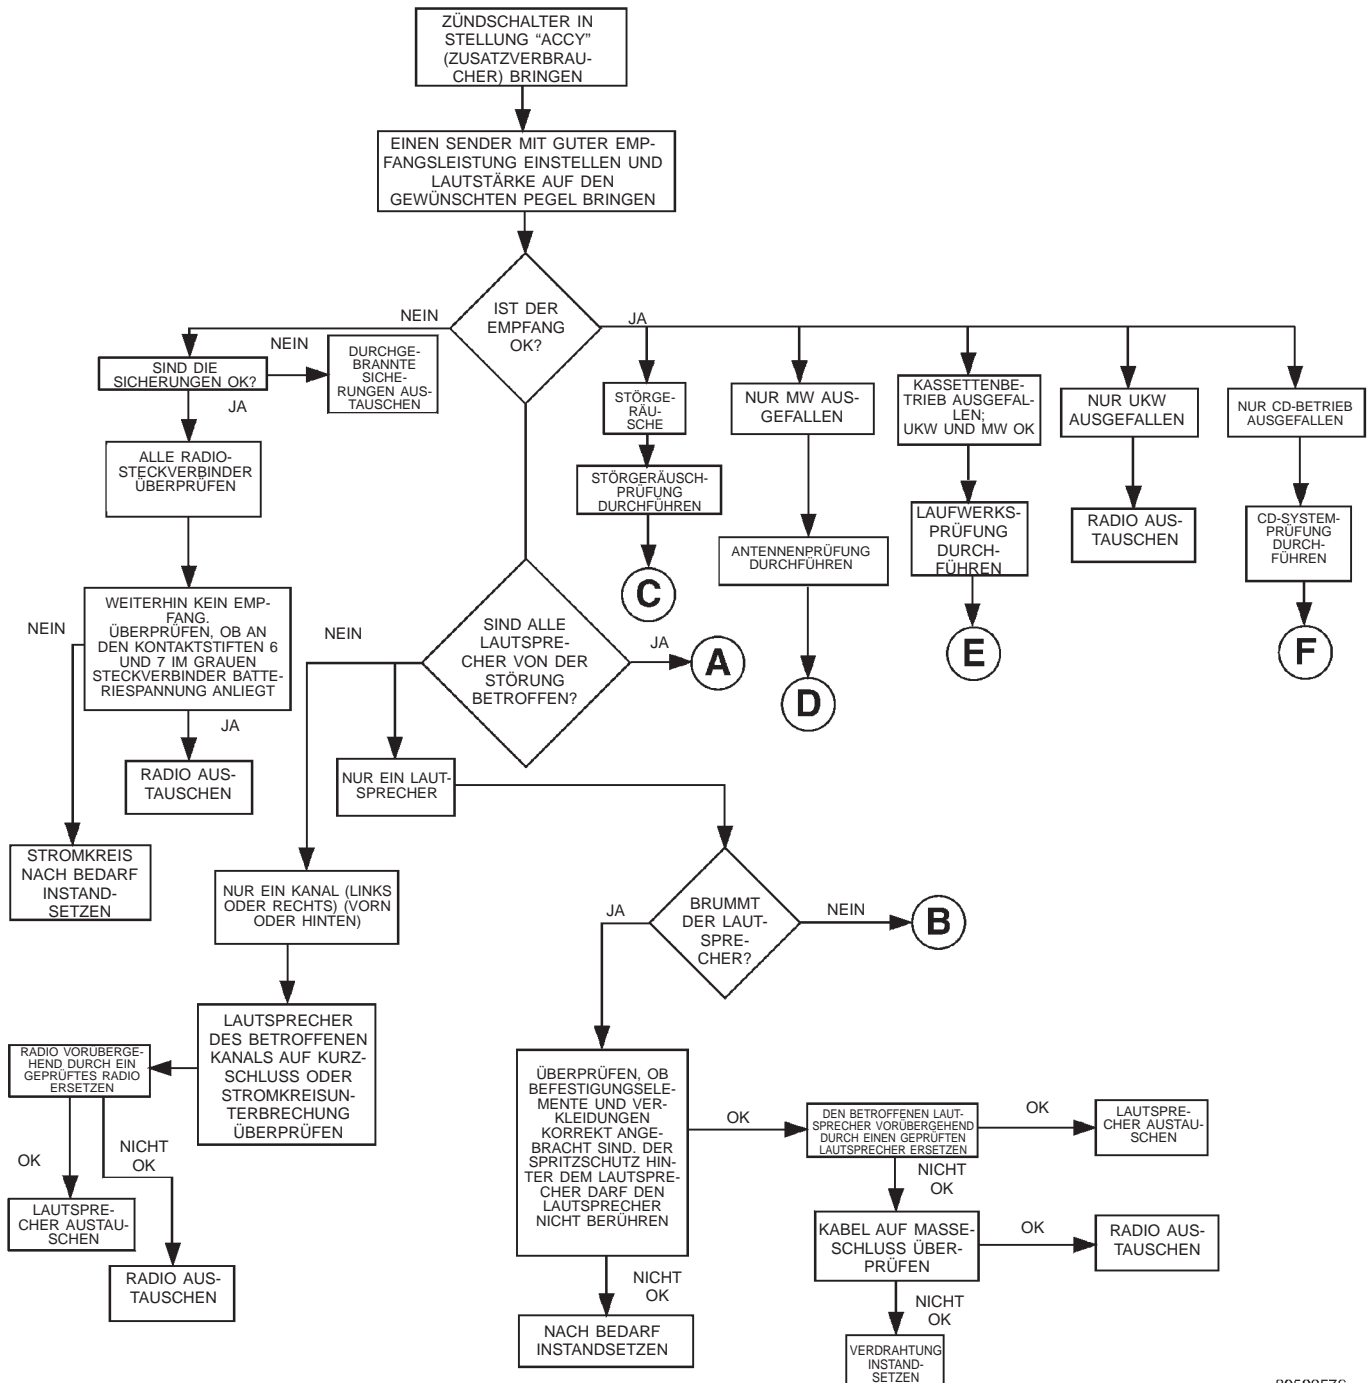 ZÜNDSCHALTER IN
STELLUNG “ACCY”
(ZUSATZVERBRAU-
CHER) BRINGEN
EINEN SENDER MIT GUTER EMP-
FANGSLEISTUNG EINSTELLEN UND
LAUTSTÄRKE AUF DEN
GEWÜNSCHTEN PEGEL BRINGEN
IST DER
EMPFANG
OK?
NEIN
JA
SIND DIE
SICHERUNGEN OK?
NEIN
DURCHGE-
BRANNTE
SICHE-
RUNGEN AUS-
TAUSCHEN
JA
ALLE RADIO-
STECKVERBINDER
ÜBERPRÜFEN
WEITERHIN KEIN EMP-
FANG.
ÜBERPRÜFEN, OB AN
DEN KONTAKTSTIFTEN 6
UND 7 IM GRAUEN
STECKVERBINDER BATTE-
RIESPANNUNG ANLIEGT
NEIN
JA
RADIO AUS-
TAUSCHEN
STROMKREIS
NACH BEDARF
INSTAND-
SETZEN
STÖRGE-
RÄU-
SCHE
STÖRGERÄUSCH-
PRÜFUNG
DURCHFÜHREN
C
NUR MW AUS-
GEFALLEN
ANTENNENPRÜFUNG
DURCHFÜHREN
D
KASSETTENBE-
TRIEB AUSGEFAL-
LEN;
UKW UND MW OK
LAUFWERKS-
PRÜFUNG
DURCH-
FÜHREN
E
NUR UKW
AUSGEFALLEN
RADIO AUS-
TAUSCHEN
NUR CD-BETRIEB
AUSGEFALLEN
CD-SYSTEM-
PRÜFUNG
DURCH-
FÜHREN
F
SIND ALLE
LAUTSPRE-
CHER VON DER
STÖRUNG
BETROFFEN?
NEIN
JA
A
NUR EIN LAUT-
SPRECHER
NUR EIN KANAL (LINKS
ODER RECHTS) (VORN
ODER HINTEN)
LAUTSPRECHER
DES BETROFFENEN
KANALS AUF KURZ-
SCHLUSS ODER
STROMKREISUN-
TERBRECHUNG
ÜBERPRÜFEN
RADIO VORÜBERGE-
HEND DURCH EIN
GEPRÜFTES RADIO
ERSETZEN
OK
NICHT
OK
LAUTSPRE-
CHER AUSTAU-
SCHEN
RADIO AUS-
TAUSCHEN
BRUMMT
DER LAUT-
SPRE-
CHER?
JA
NEIN
B
ÜBERPRÜFEN, OB
BEFESTIGUNGSELE-
MENTE UND VER-
KLEIDUNGEN
KORREKT ANGE-
BRACHT SIND. DER
SPRITZSCHUTZ HIN-
TER DEM LAUTSPRE-
CHER DARF DEN
LAUTSPRECHER
NICHT BERÜHREN
OK
NICHT
OK
NACH BEDARF
INSTANDSETZEN
DEN BETROFFENEN LAUT-
SPRECHER VORÜBERGEHEND
DURCH EINEN GEPRÜFTEN
LAUTSPRECHER ERSETZEN
OK
LAUTSPRE-
CHER AUSTAU-
SCHEN
NICHT
OK
KABEL AUF MASSE-
SCHLUSS ÜBER-
PRÜFEN
OK
RADIO AUS-
TAUSCHEN
NICHT
OK
VERDRAHTUNG
INSTAND-
SETZEN